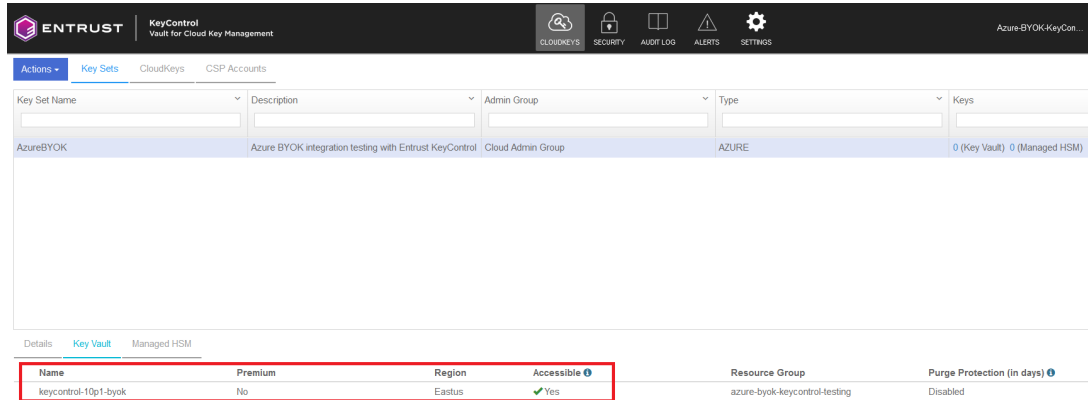 ENTRUST
KeyControl
Vault for Cloud Key Management
CLOUDKEYS SECURITY AUDIT LOG ALERTS SETTINGS
Azure-BYOK-KeyCon...
Actions Key Sets CloudKeys CSP Accounts
Key Set Name Description Admin Group Type Keys
AzureBYOK Azure BYOK integration testing with Entrust KeyControl Cloud Admin Group AZURE 0 (Key Vault) 0 (Managed HSM)
Details Key Vault Managed HSM
Name Premium Region Accessible Resource Group Purge Protection (in days)
keycontrol-10p1-byok No Eastus Yes azure-byok-keycontrol-testing Disabled